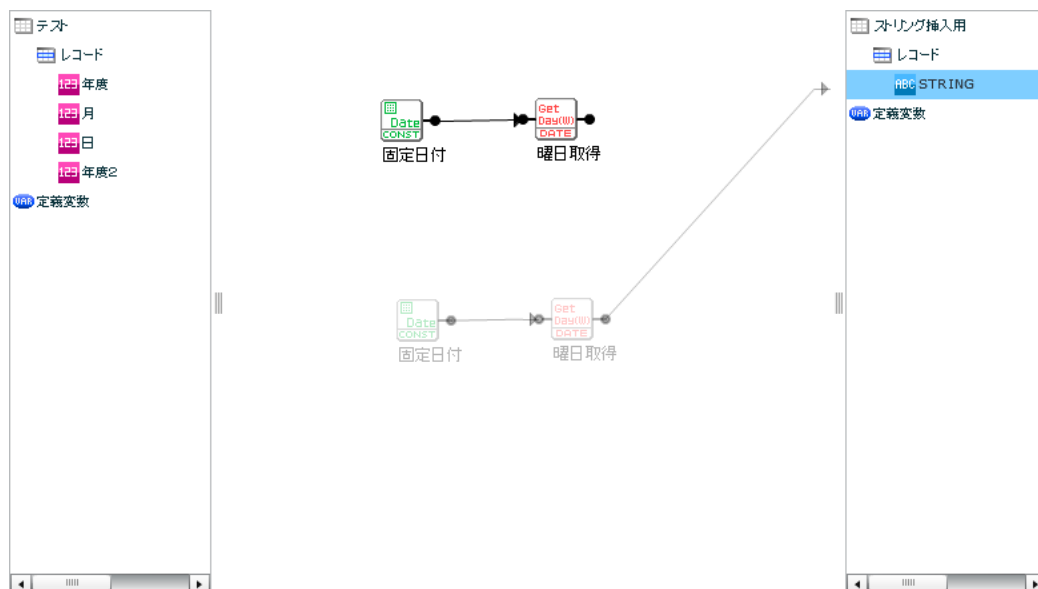 テスト
レコード
123 年度
123 月
123 日
123 年度2
VAR 定義変数
Date
CONST
固定日付
Get
Day(W)
DATE
曜日取得
Date
CONST
固定日付
Get
Day(W)
DATE
曜日取得
ストリング挿入用
レコード
ABC STRING
VAR 定義変数